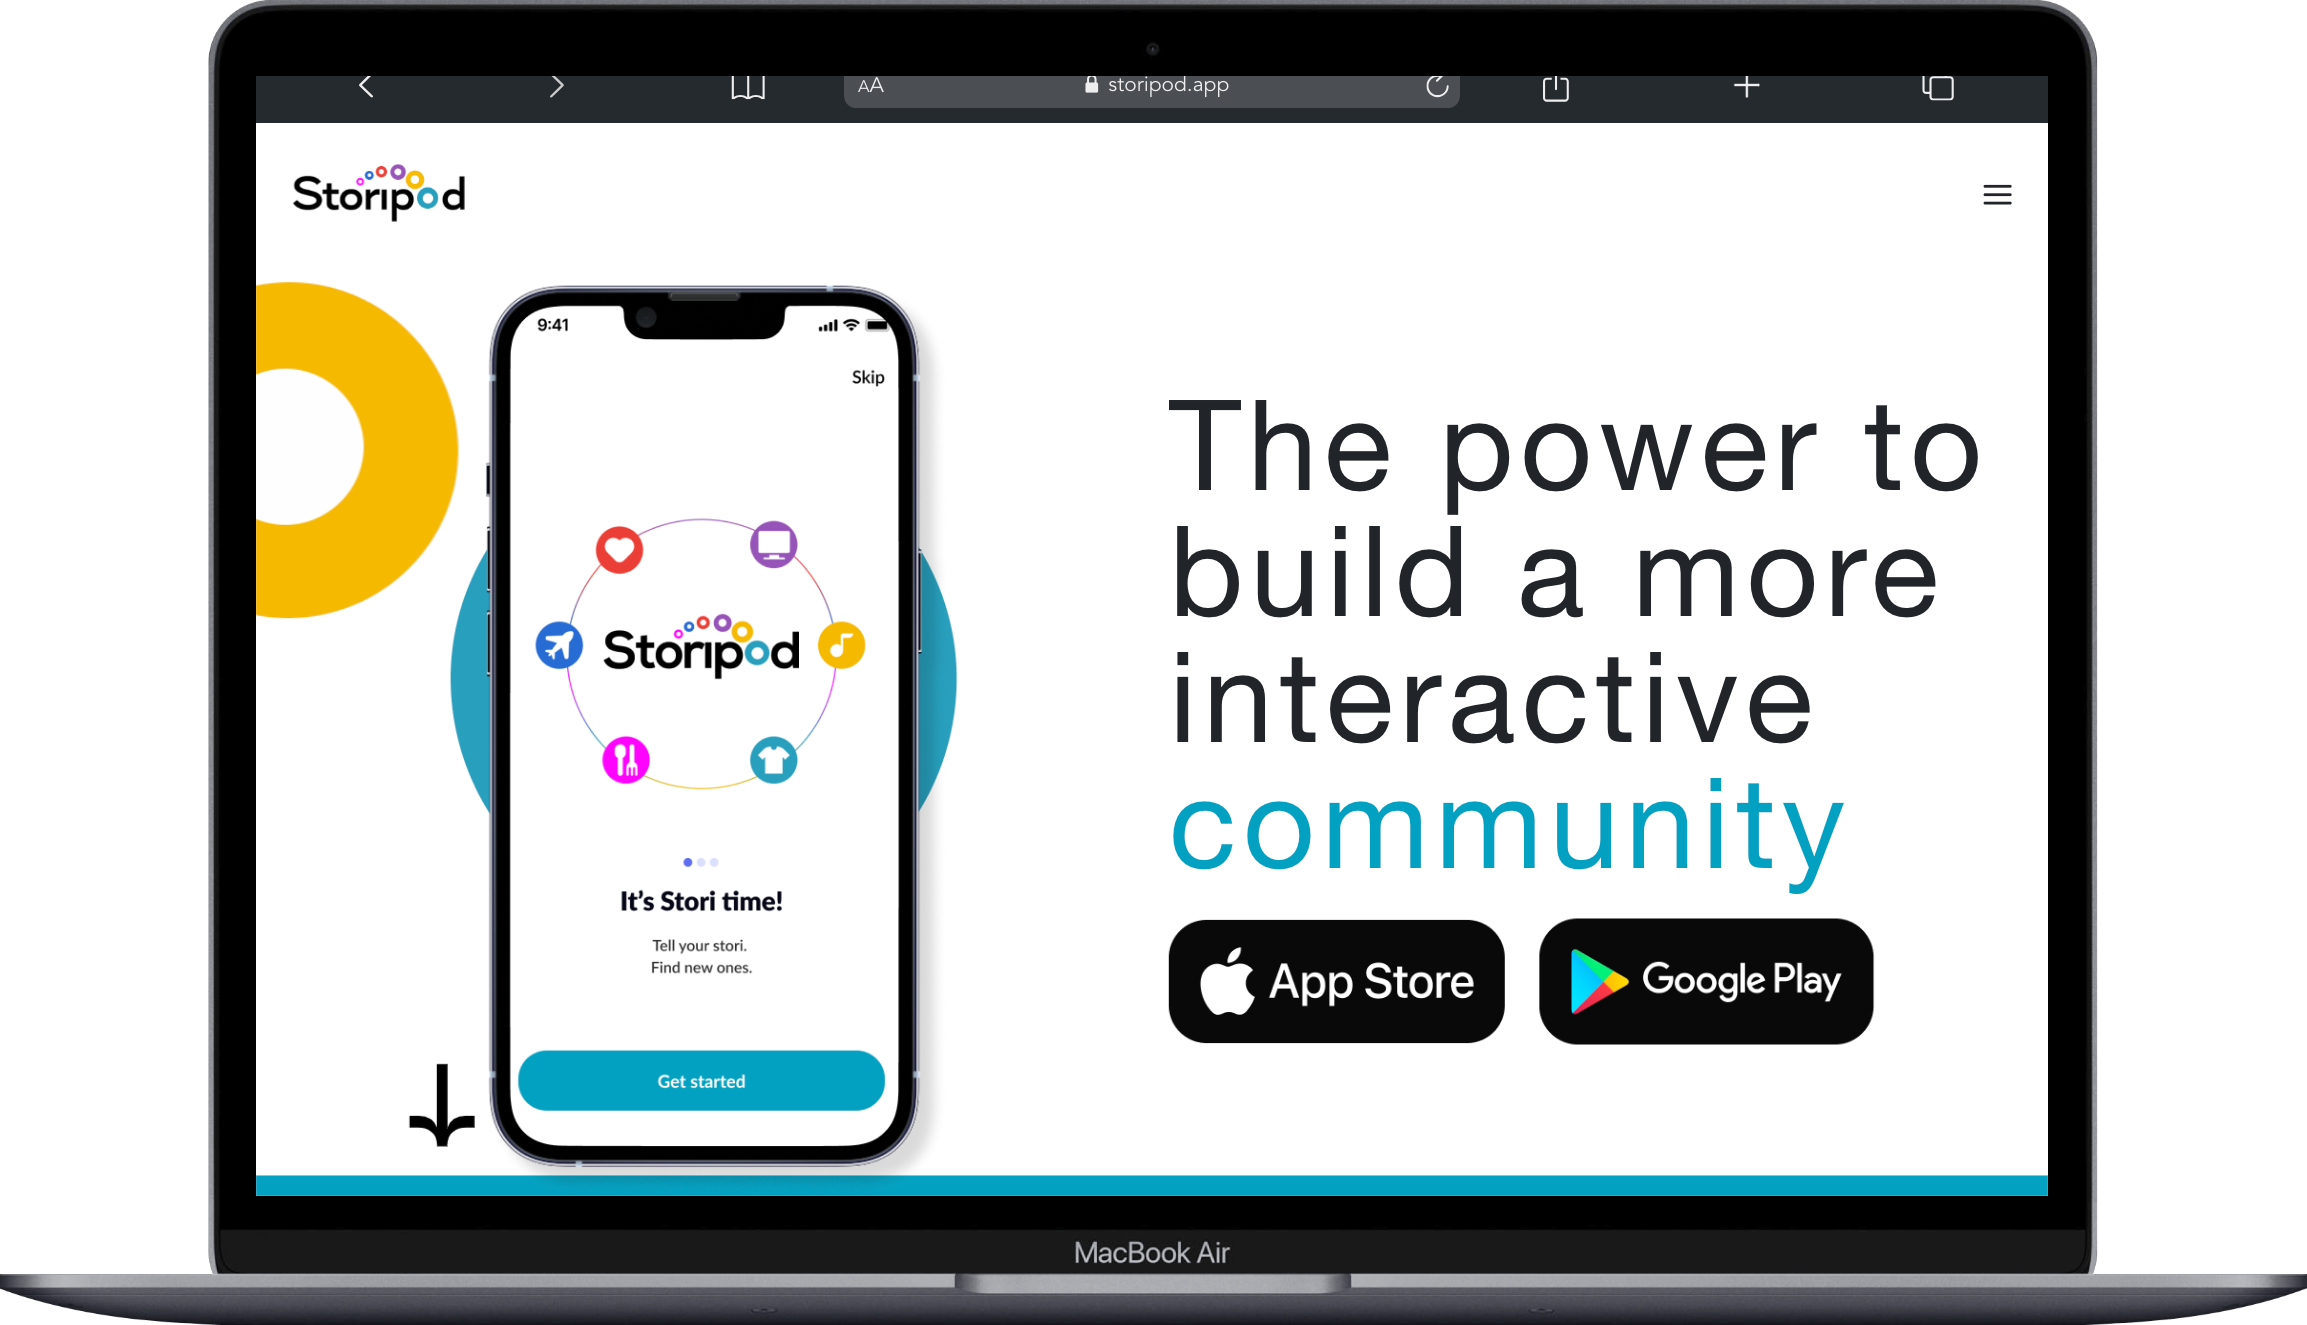 AA
storipod.app
Storipod
9:41
Skip
Storipod
It's Stori time!
Tell your stori.
Find new ones.
Get started
The power to
build a more
interactive
community
App Store
Google Play
MacBook Air